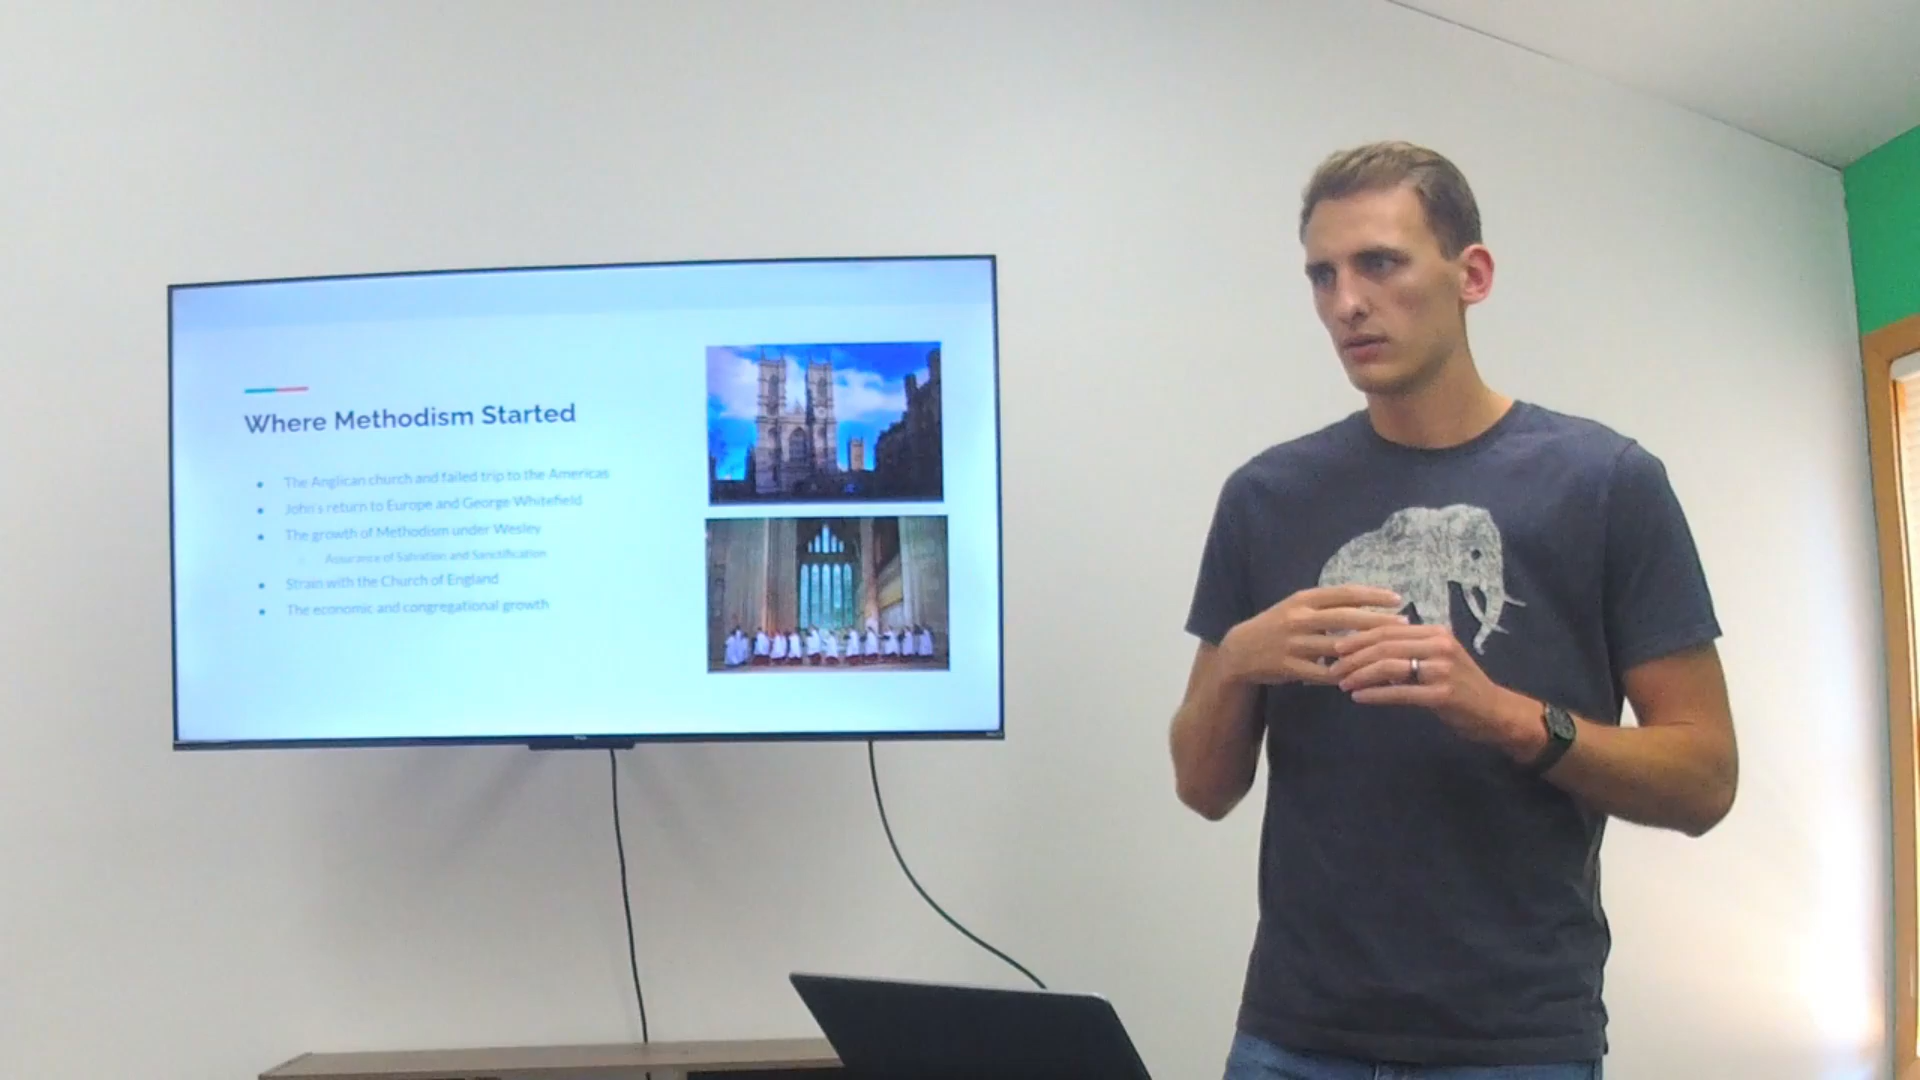 Where Methodism Started
The Anglican church and failed trip to the Americas
John's return to Europe and George Whitefield
The growth of Methodism under Wesley
Assurance of Salvation and Sanctification
Strain with the Church of England
The economic and congregational growth